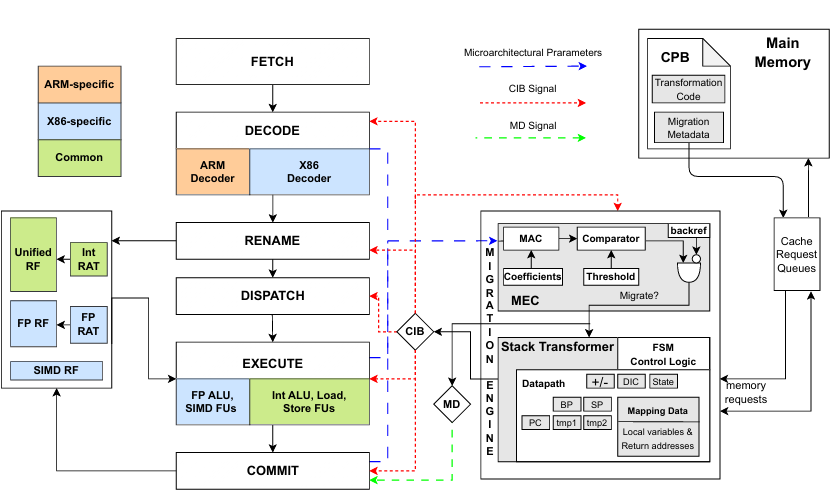 ARM-specific
X86-specific
Common
FETCH
DECODE
ARM
Decoder
X86
Decoder
RENAME
DISPATCH
EXECUTE
FP ALU,
SIMD FUs
Int ALU, Load,
Store FUs
COMMIT
Unified
RF
Int
RAT
FP RF
FP
RAT
SIMD RF
Microarchitectural Prarameters
CIB Signal
MD Signal
CIB
MD
CPB
Transformation
Code
Migration
Metadata
Main
Memory
Cache
Request
Queues
memory
requests
MIGRATION ENGINE
MAC
Comparator
backref
Coefficients
Threshold
MEC
Migrate?
Stack Transformer
FSM
Control Logic
Datapath
+/-
DIC
State
BP
SP
PC
tmp1
tmp2
Mapping Data
Local variables &
Return addresses